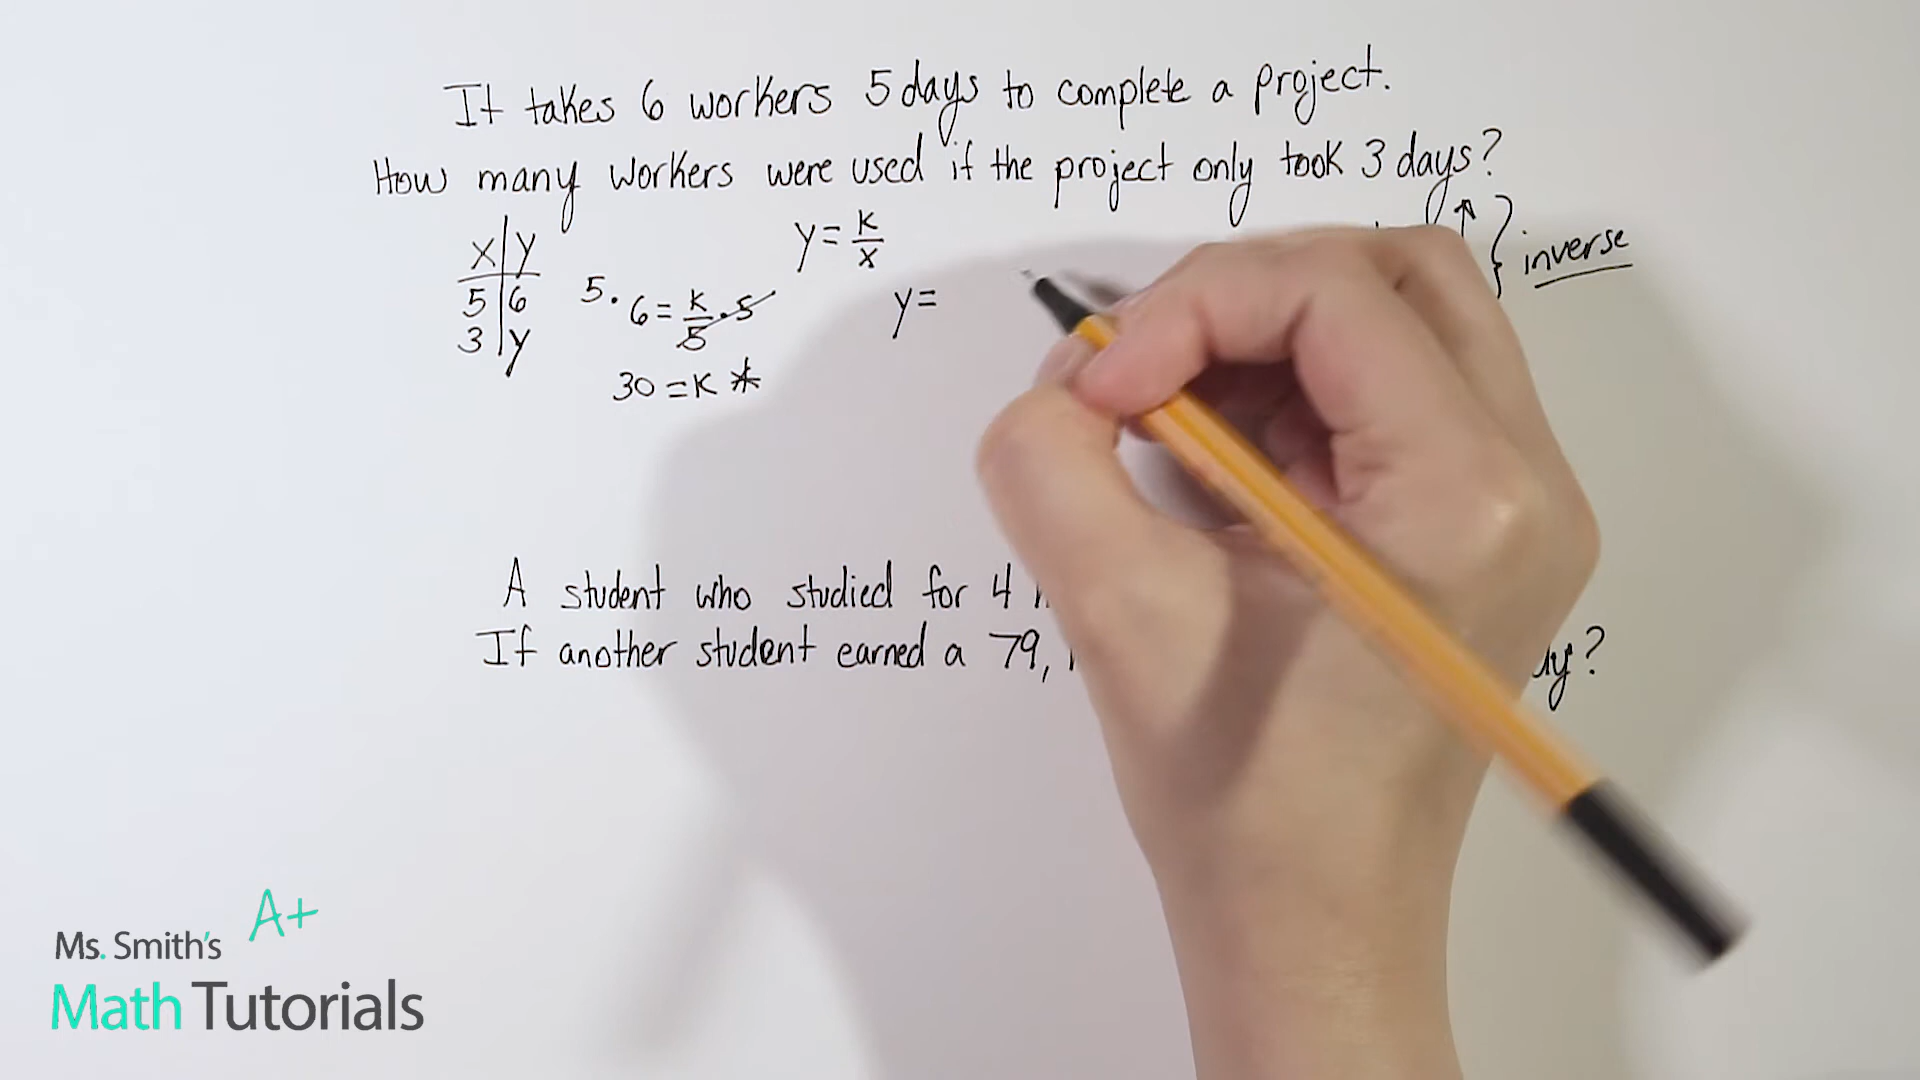 It takes 6 workers 5 days to complete a project.
How many workers were used if the project only took 3 days?
x y
5 6
3 y
5 · 6 = k/5 · 5
30 = k *
y = k/x
y =
inverse
A student who studied for 4
If another student earned a 79,
?
A+
Ms. Smith's
Math Tutorials